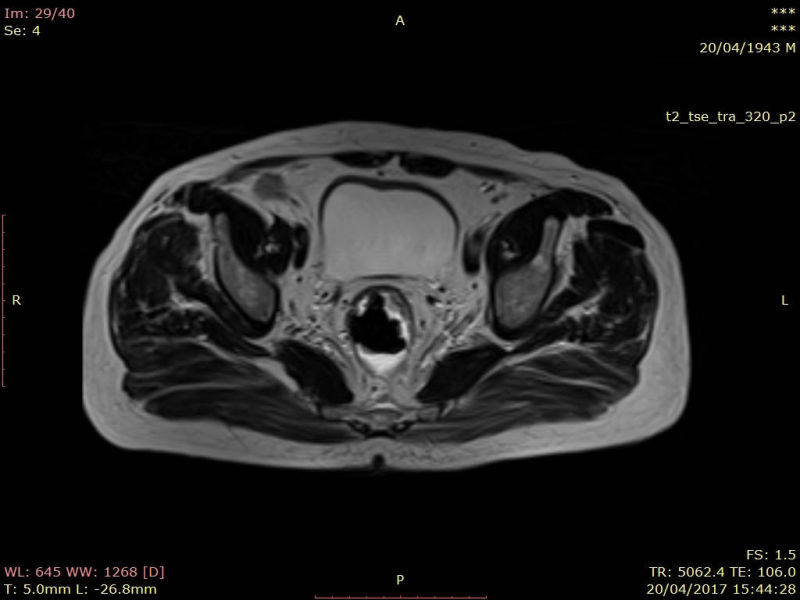 Im: 29/40
Se: 4
A
***
***
20/04/1943 M
t2_tse_tra_320_p2
R
L
WL: 645 WW: 1268 [D]
T: 5.0mm L: -26.8mm
P
FS: 1.5
TR: 5062.4 TE: 106.0
20/04/2017 15:44:28